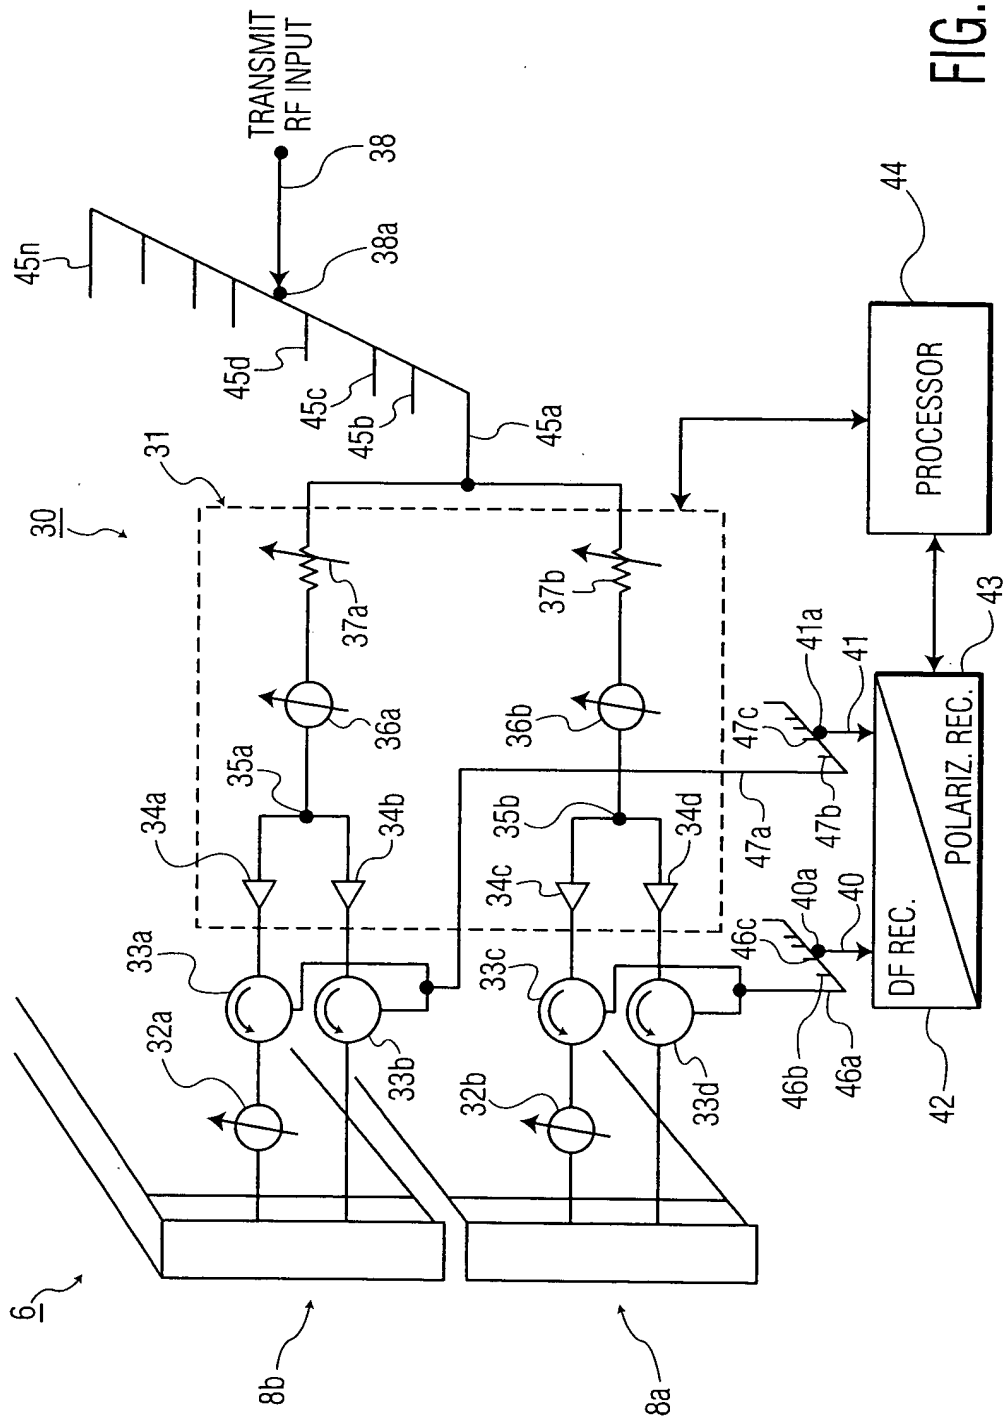 FIG.
TRANSMIT
RF INPUT
38
38a
45n
45d
45c
45b
45a
31
30
37a
37b
36a
36b
35a
35b
34a
34b
34c
34d
33a
33b
33c
33d
32a
32b
47a
47b
47c
41a
41
46a
46b
46c
40a
40
PROCESSOR
44
DF REC.
POLARIZ. REC.
42
43
6
8b
8a